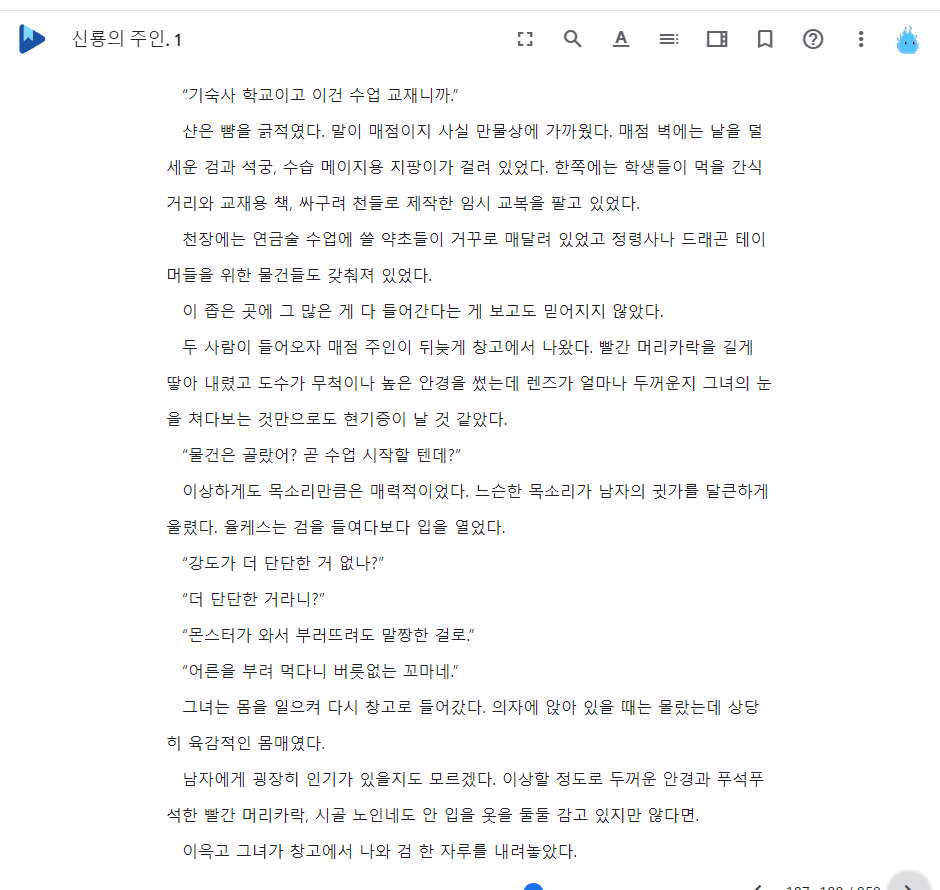 신룡의 주인. 1
“기숙사 학교이고 이건 수업 교재니까.”
샨은 뺨을 긁적였다. 말이 매점이지 사실 만물상에 가까웠다. 매점 벽에는 날을 덜
세운 검과 석궁, 수습 메이지용 지팡이가 걸려 있었다. 한쪽에는 학생들이 먹을 간식
거리와 교재용 책, 싸구려 천들로 제작한 임시 교복을 팔고 있었다.
천장에는 연금술 수업에 쓸 약초들이 거꾸로 매달려 있었고 정령사나 드래곤 테이
머들을 위한 물건들도 갖춰져 있었다.
이 좁은 곳에 그 많은 게 다 들어간다는 게 보고도 믿어지지 않았다.
두 사람이 들어오자 매점 주인이 뒤늦게 창고에서 나왔다. 빨간 머리카락을 길게
땋아 내렸고 도수가 무척이나 높은 안경을 썼는데 렌즈가 얼마나 두꺼운지 그녀의 눈
을 쳐다보는 것만으로도 현기증이 날 것 같았다.
“물건은 골랐어? 곧 수업 시작할 텐데?”
이상하게도 목소리만큼은 매력적이었다. 느슨한 목소리가 남자의 귓가를 달큰하게
울렸다. 율케스는 검을 들여다보다 입을 열었다.
“강도가 더 단단한 거 없나?”
“더 단단한 거라니?”
“몬스터가 와서 부러뜨려도 말짱한 걸로.”
“어른을 부려 먹다니 버릇없는 꼬마네.”
그녀는 몸을 일으켜 다시 창고로 들어갔다. 의자에 앉아 있을 때는 몰랐는데 상당
히 육감적인 몸매였다.
남자에게 굉장히 인기가 있을지도 모르겠다. 이상할 정도로 두꺼운 안경과 푸석푸
석한 빨간 머리카락, 시골 노인네도 안 입을 옷을 둘둘 감고 있지만 않다면.
이윽고 그녀가 창고에서 나와 검 한 자루를 내려놓았다.